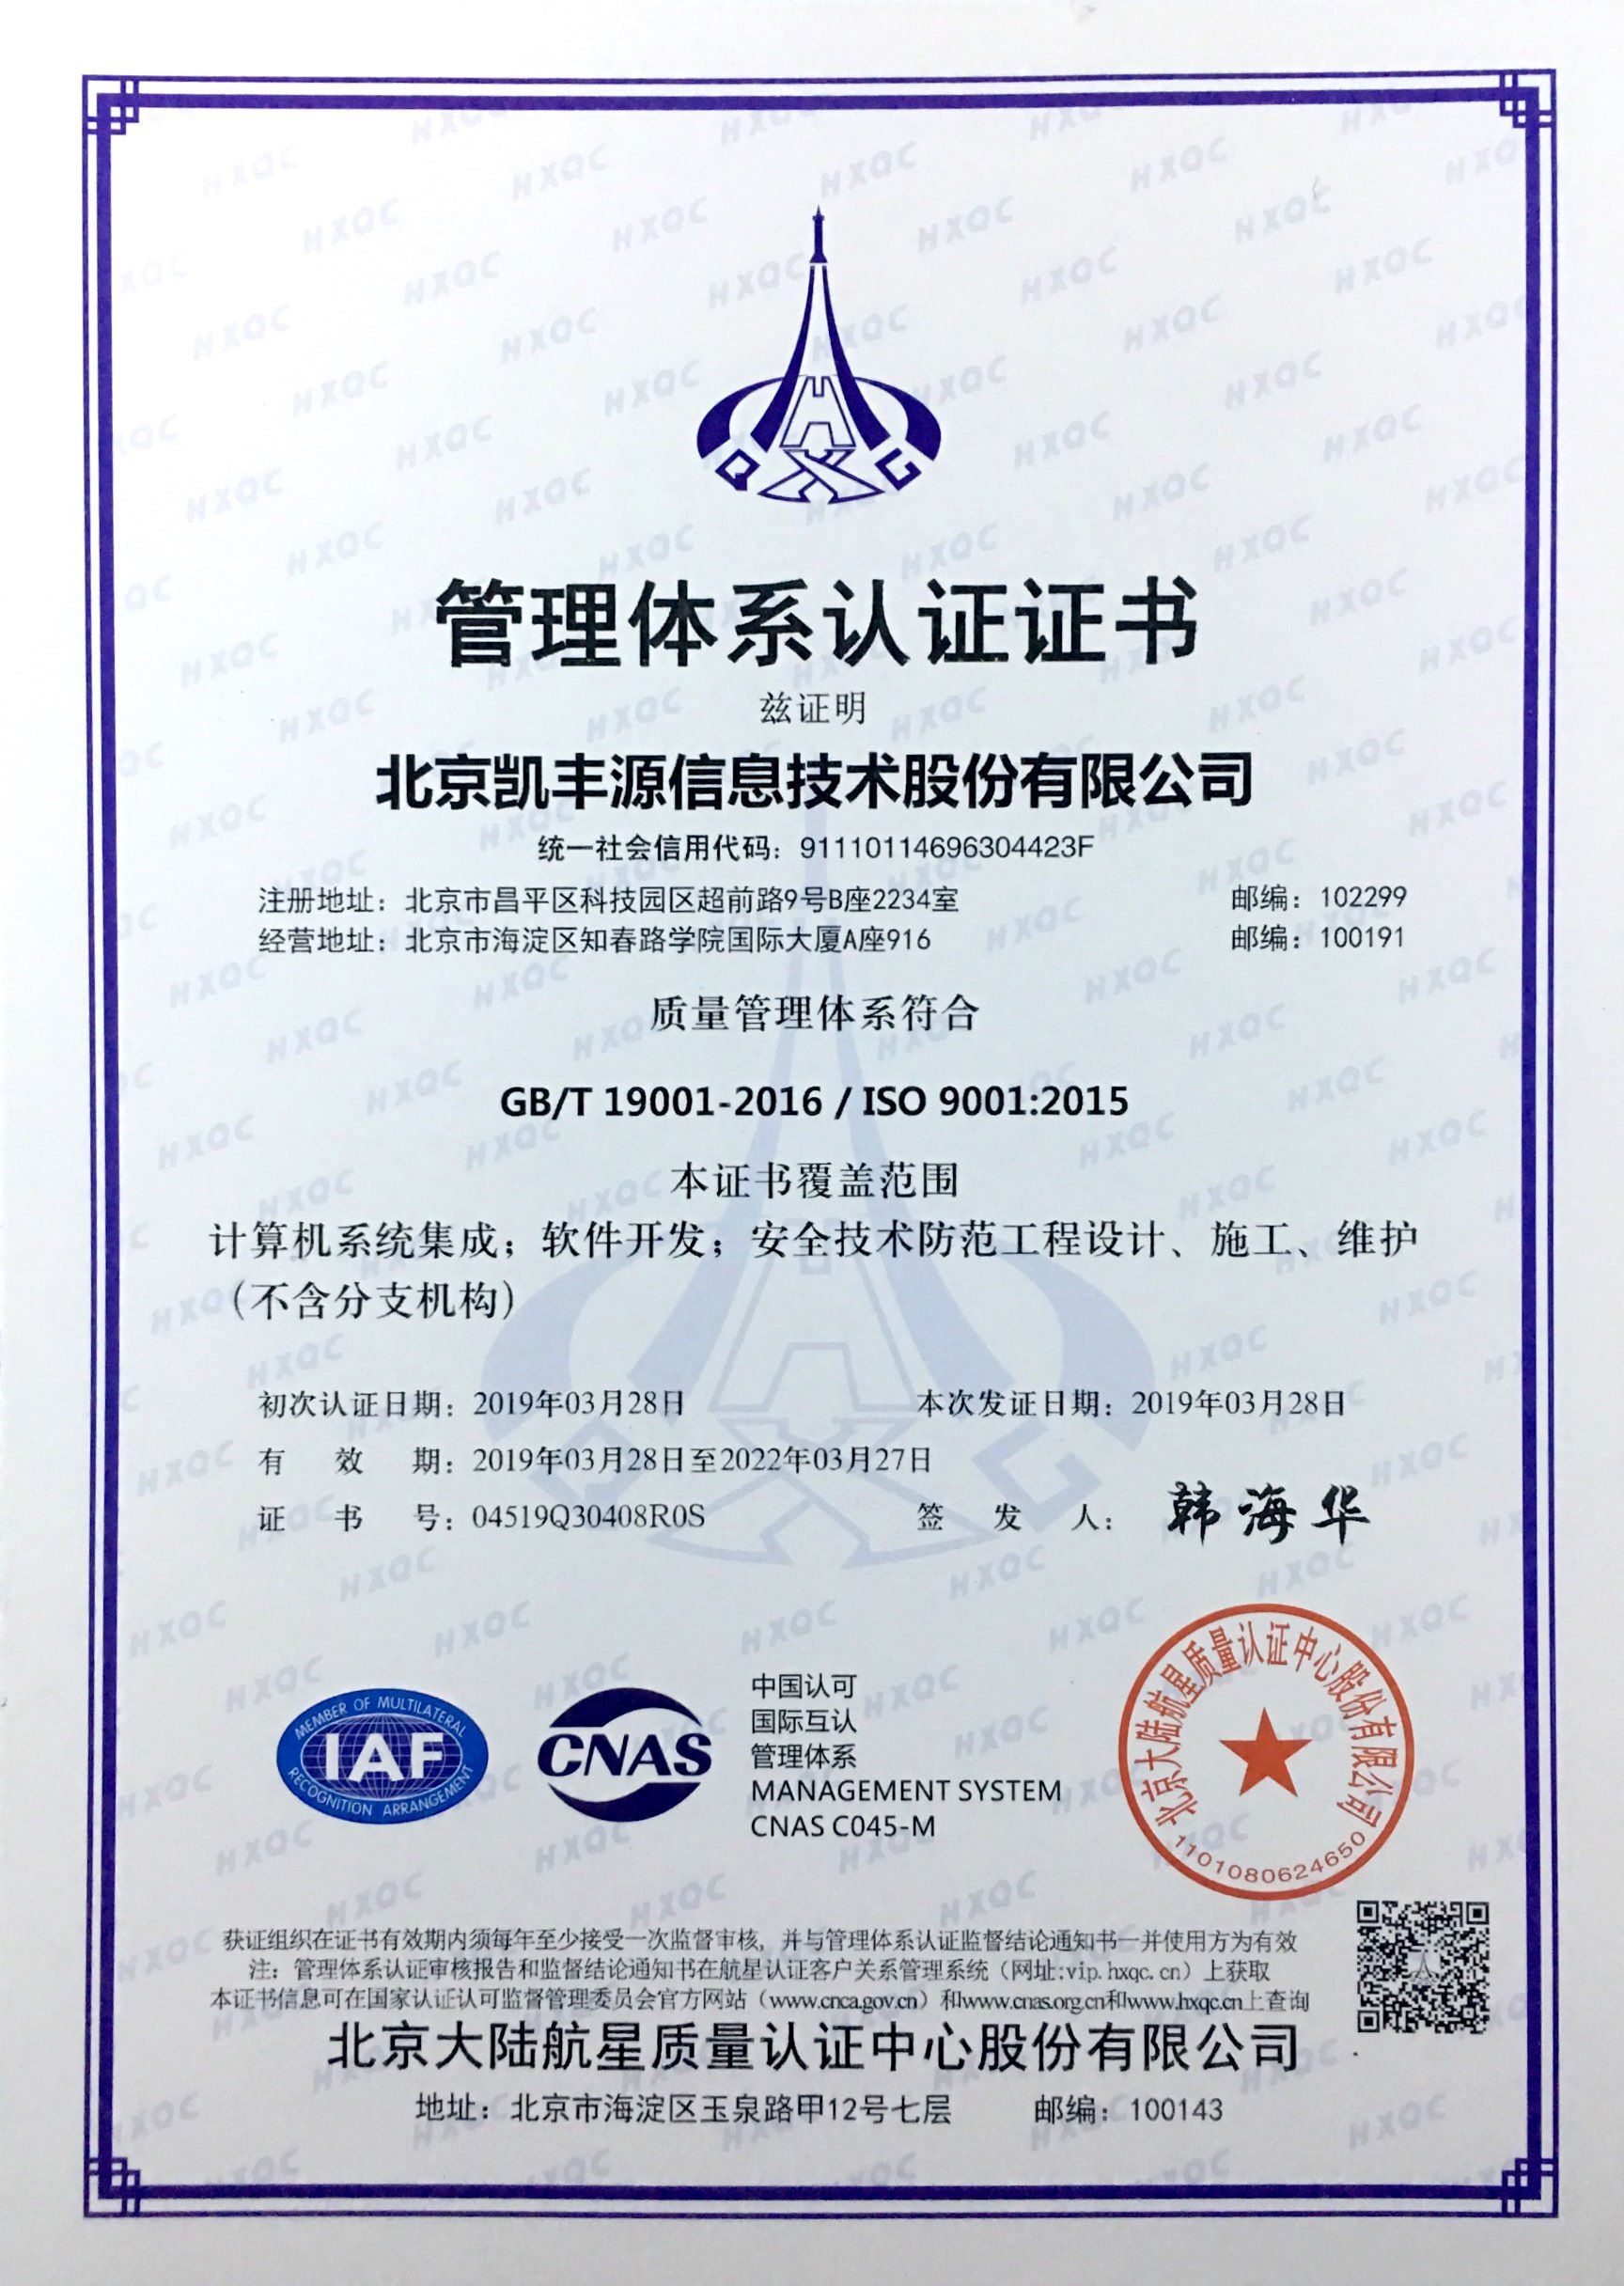 管理体系认证证书
兹证明
北京凯丰源信息技术股份有限公司
统一社会信用代码：91110114696304423F
注册地址：北京市昌平区科技园区超前路9号B座2234室 邮编：102299
经营地址：北京市海淀区知春路学院国际大厦A座916 邮编：100191
质量管理体系符合
GB/T 19001-2016 / ISO 9001:2015
本证书覆盖范围
计算机系统集成；软件开发；安全技术防范工程设计、施工、维护
（不含分支机构）
初次认证日期：2019年03月28日 本次发证日期：2019年03月28日
有效期：2019年03月28日至2022年03月27日
证书号：04519Q30408R0S 签发人：韩海华
MEMBER OF MULTILATERAL
IAF
RECOGNITION ARRANGEMENT
CNAS
中国认可
国际互认
管理体系
MANAGEMENT SYSTEM
CNAS C045-M
北京大陆航星质量认证中心股份有限公司
1101080624650
获证组织在证书有效期内须每年至少接受一次监督审核，并与管理体系认证监督结论通知书一并使用方为有效
注：管理体系认证审核报告和监督结论通知书在航星认证客户关系管理系统（网址:vip.hxqc.cn）上获取
本证书信息可在国家认证认可监督管理委员会官方网站（www.cnca.gov.cn）和www.cnas.org.cn和www.hxqc.cn上查询
北京大陆航星质量认证中心股份有限公司
地址：北京市海淀区玉泉路甲12号七层 邮编：100143